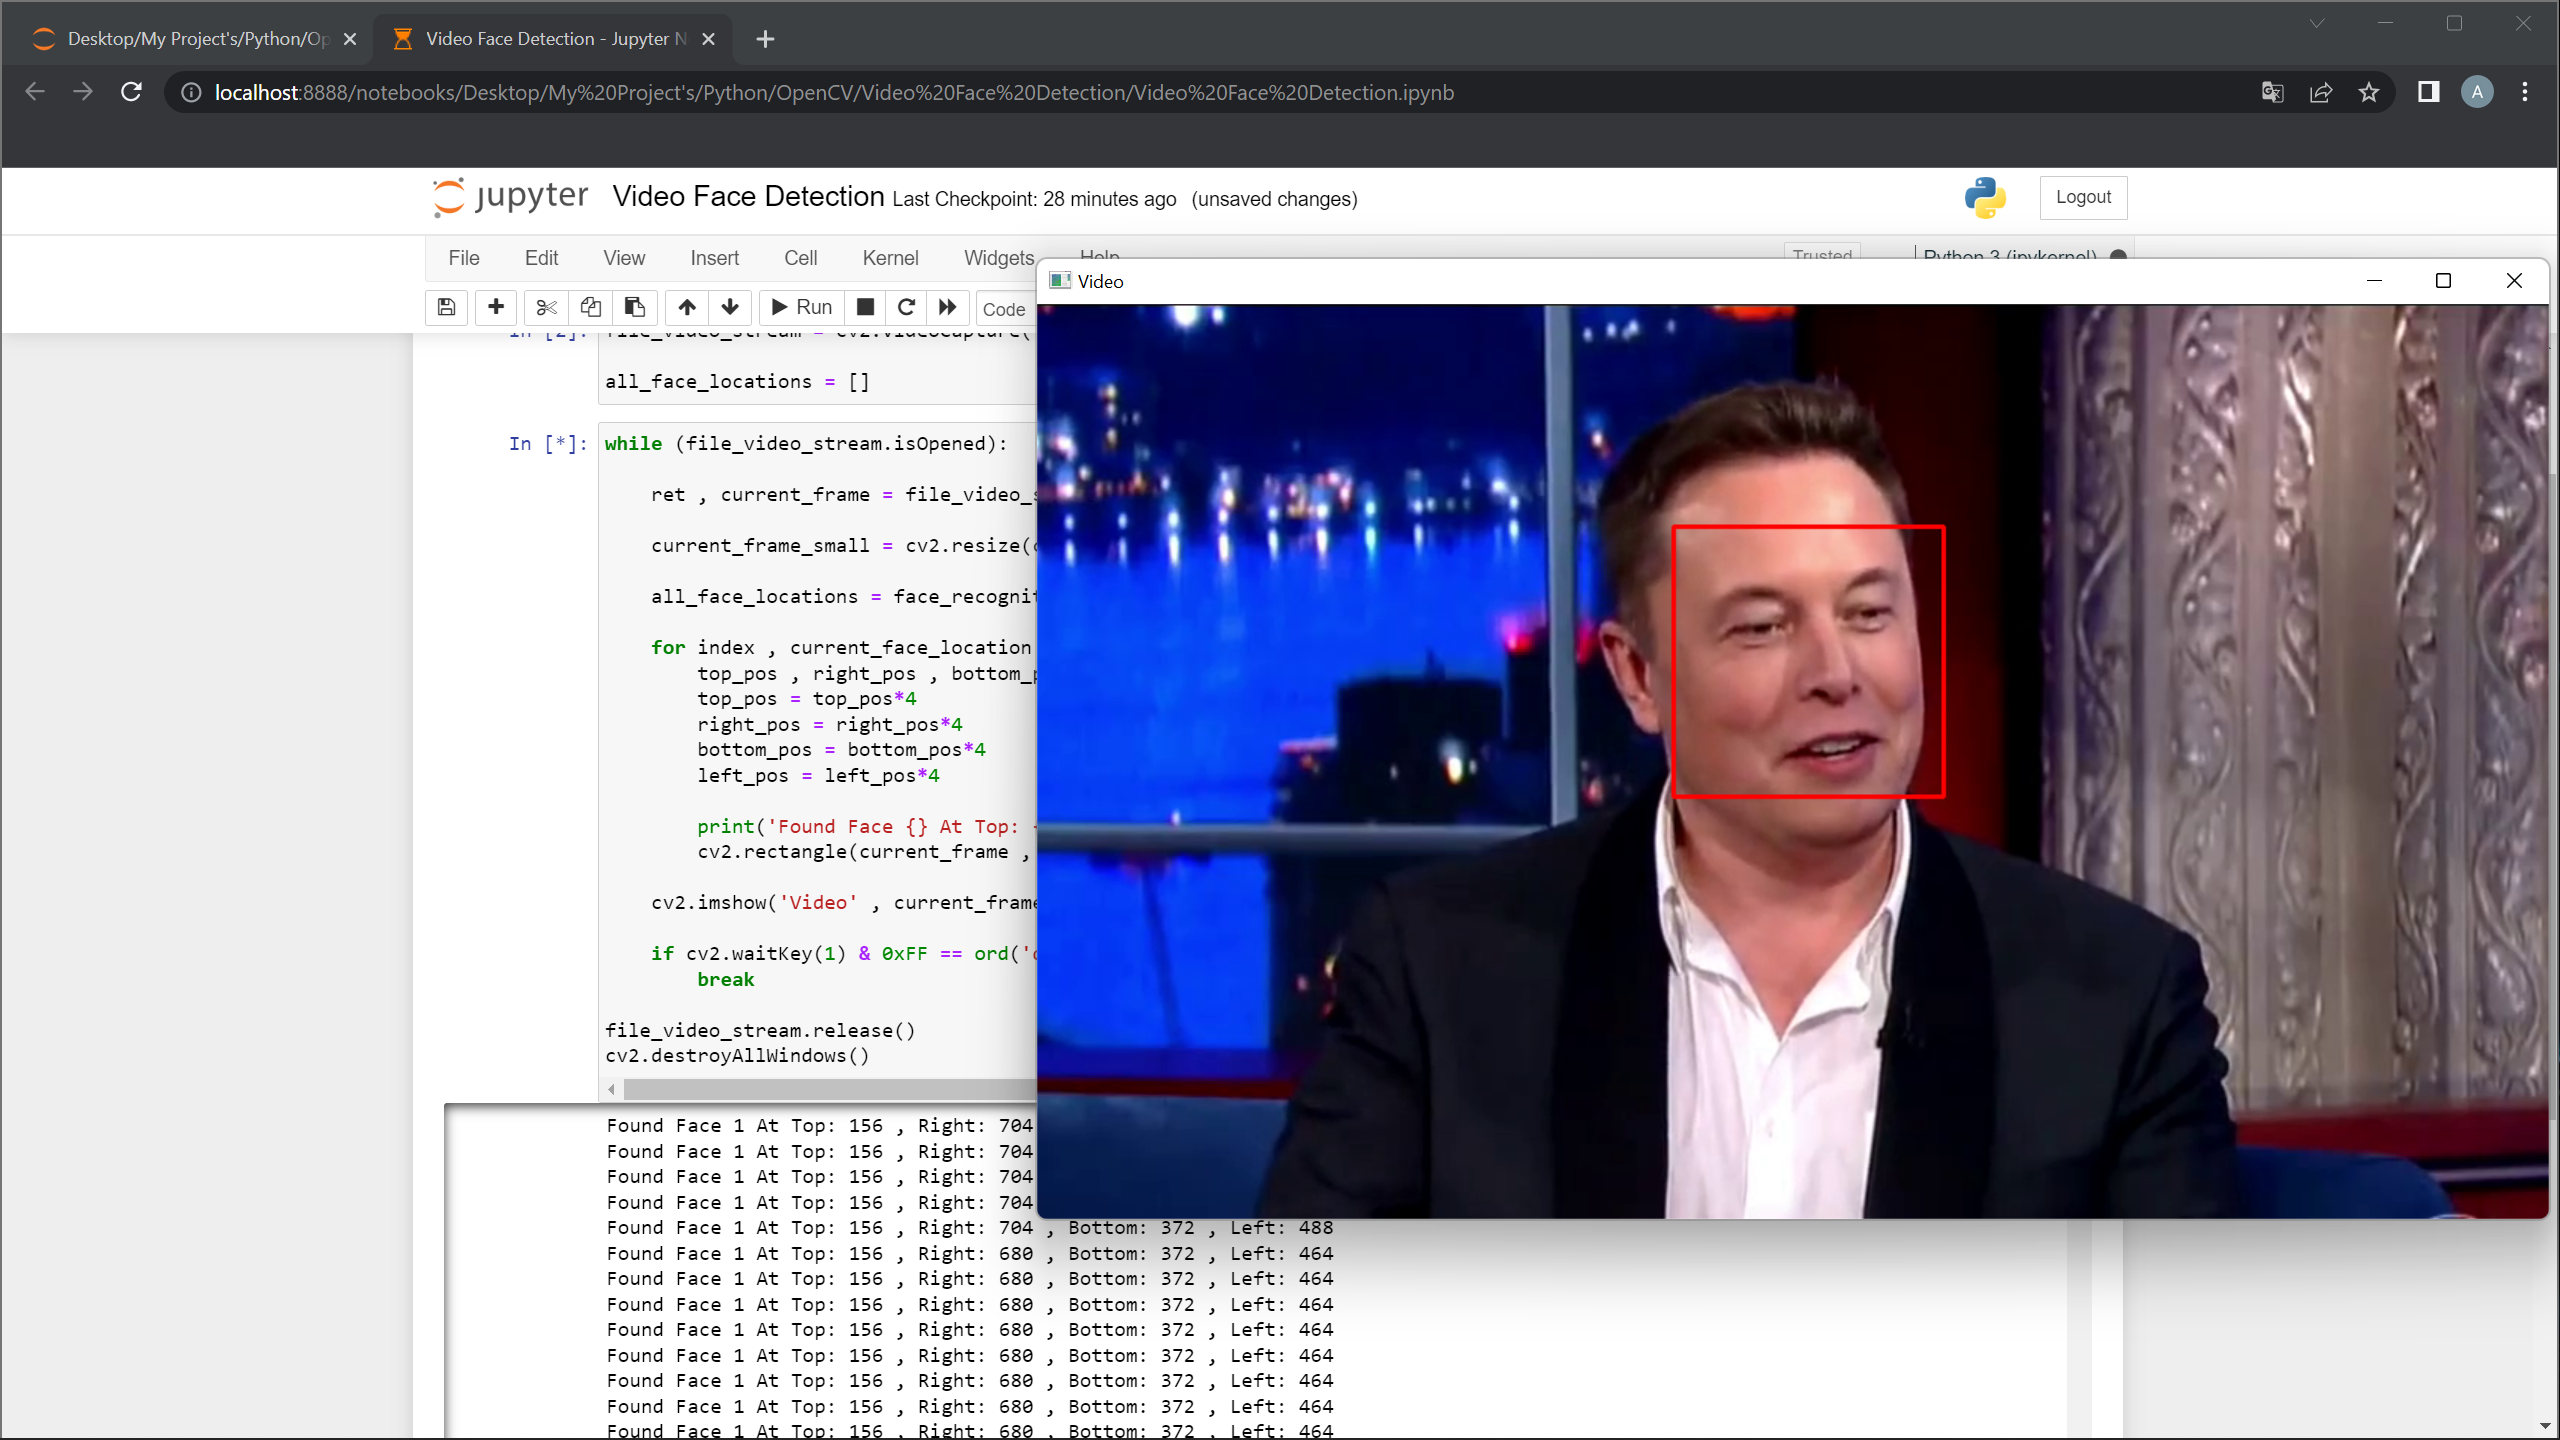 Desktop/My Project's/Python/Op
Video Face Detection - Jupyter N
localhost:8888/notebooks/Desktop/My%20Project's/Python/OpenCV/Video%20Face%20Detection/Video%20Face%20Detection.ipynb
A
jupyter Video Face Detection Last Checkpoint: 28 minutes ago (unsaved changes)
Logout
File Edit View Insert Cell Kernel Widgets Help
Trusted
Python 3 (ipykernel)
Run
Code
Video
In [2]: file_video_stream = cv2.VideoCapture(
all_face_locations = []
In [*]: while (file_video_stream.isOpened):
ret , current_frame = file_video_s
current_frame_small = cv2.resize(c
all_face_locations = face_recognit
for index , current_face_location
top_pos , right_pos , bottom_p
top_pos = top_pos*4
right_pos = right_pos*4
bottom_pos = bottom_pos*4
left_pos = left_pos*4
print('Found Face {} At Top: {
cv2.rectangle(current_frame ,
cv2.imshow('Video' , current_frame
if cv2.waitKey(1) & 0xFF == ord('
break
file_video_stream.release()
cv2.destroyAllWindows()
Found Face 1 At Top: 156 , Right: 704
Found Face 1 At Top: 156 , Right: 704
Found Face 1 At Top: 156 , Right: 704
Found Face 1 At Top: 156 , Right: 704
Found Face 1 At Top: 156 , Right: 704 , Bottom: 372 , Left: 488
Found Face 1 At Top: 156 , Right: 680 , Bottom: 372 , Left: 464
Found Face 1 At Top: 156 , Right: 680 , Bottom: 372 , Left: 464
Found Face 1 At Top: 156 , Right: 680 , Bottom: 372 , Left: 464
Found Face 1 At Top: 156 , Right: 680 , Bottom: 372 , Left: 464
Found Face 1 At Top: 156 , Right: 680 , Bottom: 372 , Left: 464
Found Face 1 At Top: 156 , Right: 680 , Bottom: 372 , Left: 464
Found Face 1 At Top: 156 , Right: 680 , Bottom: 372 , Left: 464
Found Face 1 At Top: 156 , Right: 680 , Bottom: 372 , Left: 464